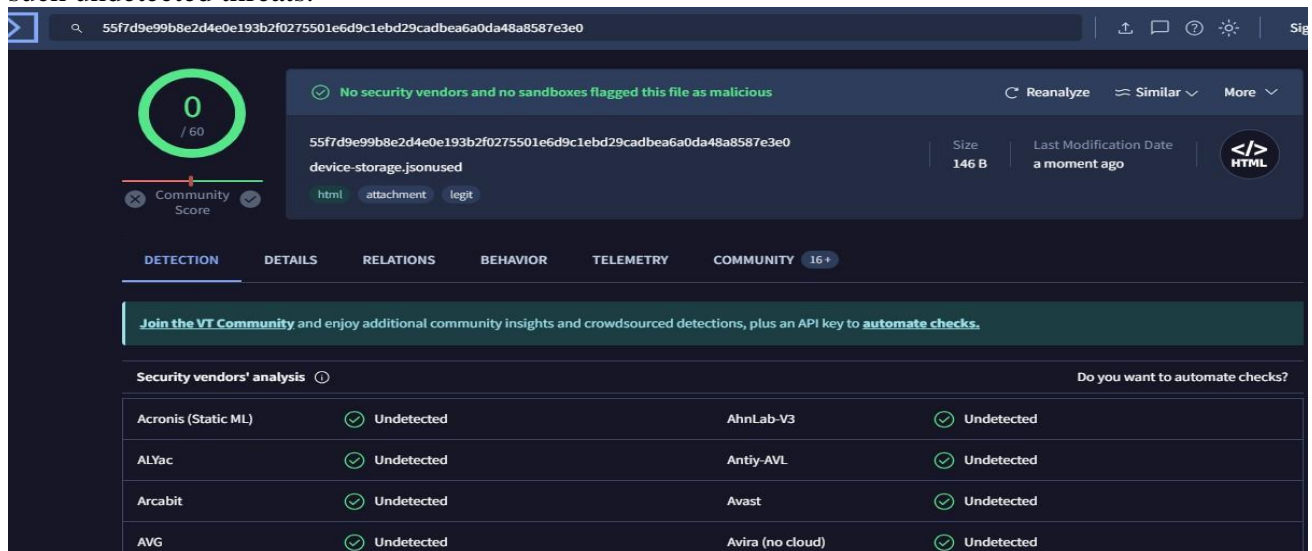 such undetected threats.
55f7d9e99b8e2d4e0e193b2f0275501e6d9c1ebd29cadbea6a0da48a8587e3e0
Sig
0
/ 60
Community
Score
No security vendors and no sandboxes flagged this file as malicious
Reanalyze Similar More
55f7d9e99b8e2d4e0e193b2f0275501e6d9c1ebd29cadbea6a0da48a8587e3e0
device-storage.jsonused
html attachment legit
Size
146 B
Last Modification Date
a moment ago
</>
HTML
DETECTION DETAILS RELATIONS BEHAVIOR TELEMETRY COMMUNITY 16+
Join the VT Community and enjoy additional community insights and crowdsourced detections, plus an API key to automate checks.
Security vendors' analysis Do you want to automate checks?
Acronis (Static ML) Undetected AhnLab-V3 Undetected
ALYac Undetected Antiy-AVL Undetected
Arcabit Undetected Avast Undetected
AVG Undetected Avira (no cloud) Undetected